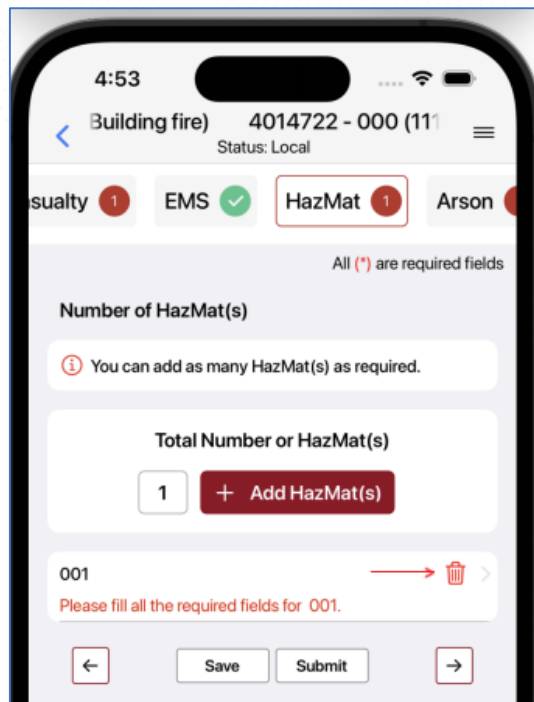 4:53
Building fire) 4014722 - 000 (111
Status: Local
sualty 1 EMS HazMat 1 Arson
All (*) are required fields
Number of HazMat(s)
You can add as many HazMat(s) as required.
Total Number or HazMat(s)
1 + Add HazMat(s)
001
Please fill all the required fields for 001.
Save Submit